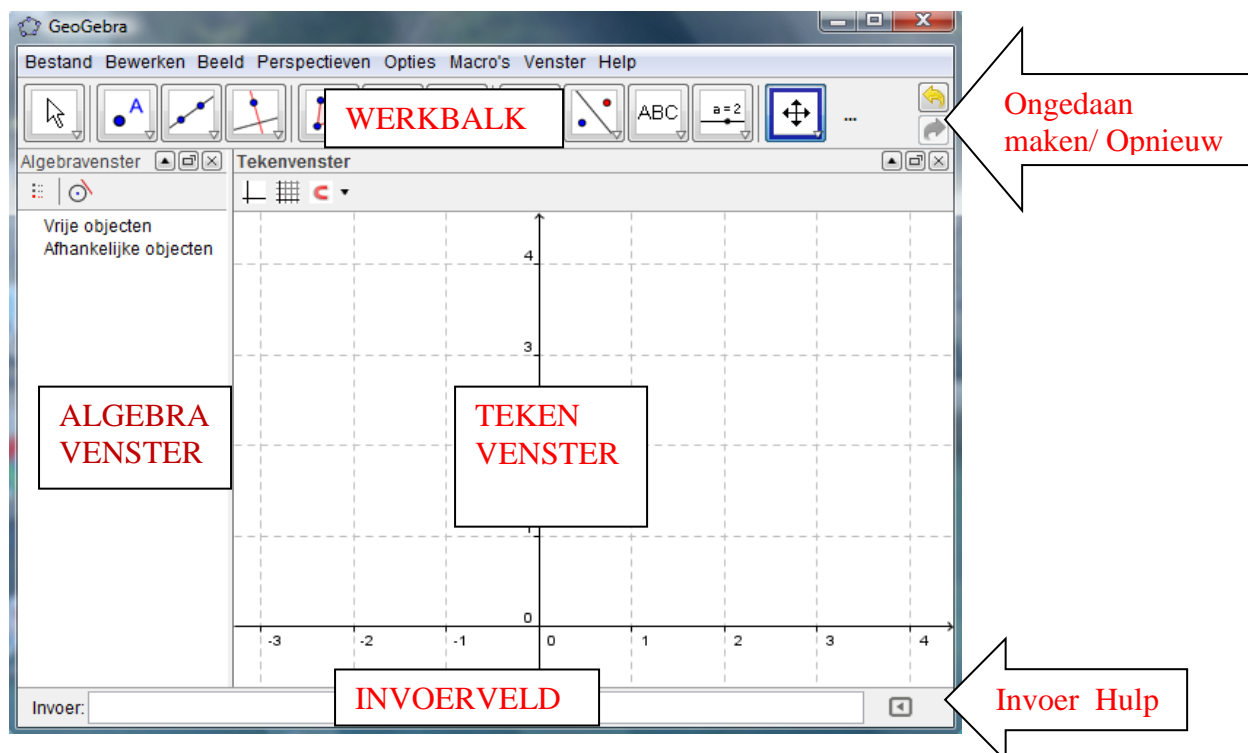 GeoGebra
Bestand Bewerken Beeld Perspectieven Opties Macro's Venster Help
A
ABC
a=2
...
WERKBALK
Ongedaan
maken/ Opnieuw
Algebravenster
Tekenvenster
Vrije objecten
Afhankelijke objecten
4
3
ALGEBRA
VENSTER
TEKEN
VENSTER
0
-3 -2 -1 0 1 2 3 4
INVOERVELD
Invoer:
Invoer Hulp